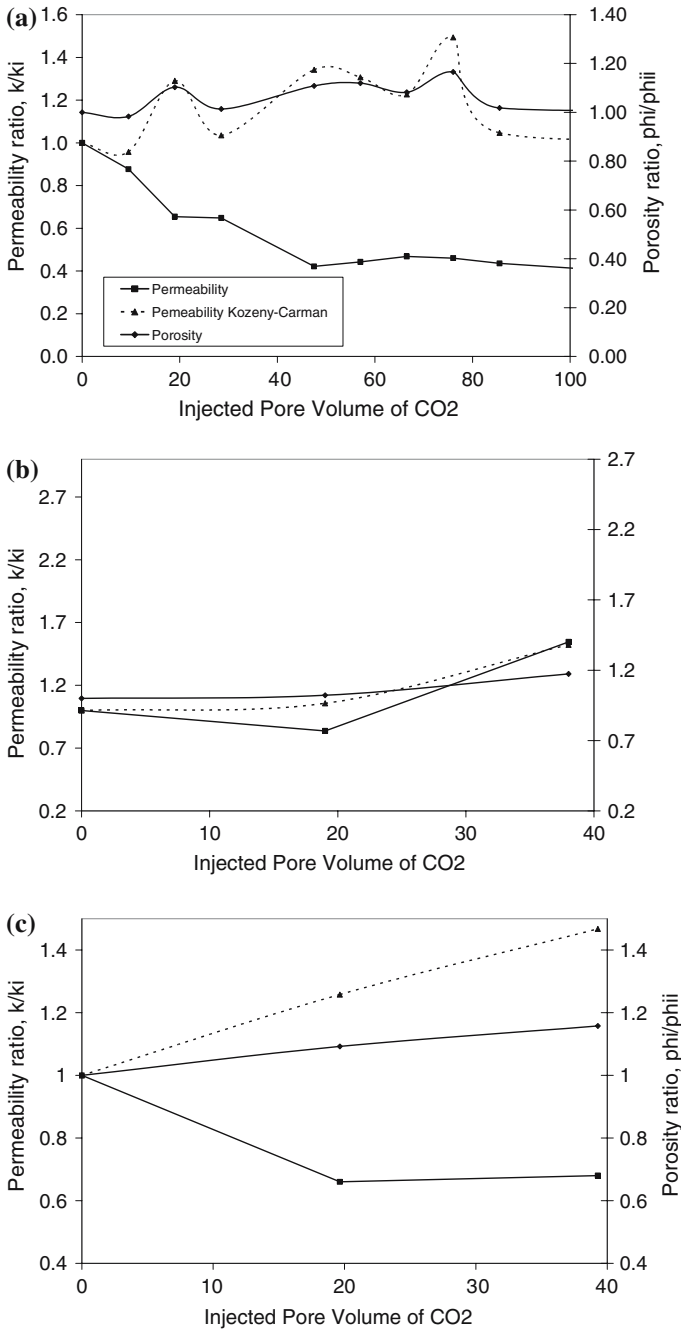 (a)
1.6
1.4
1.2
1.0
0.8
0.6
0.4
0.2
0.0
Permeability ratio, k/ki
1.40
1.20
1.00
0.80
0.60
0.40
0.20
0.00
Porosity ratio, phi/phii
Permeability
Pemeability Kozeny-Carman
Porosity
0 20 40 60 80 100
Injected Pore Volume of CO2
(b)
2.7
2.2
1.7
1.2
0.7
0.2
Permeability ratio, k/ki
2.7
2.2
1.7
1.2
0.7
0.2
0 10 20 30 40
Injected Pore Volume of CO2
(c)
1.4
1.2
1
0.8
0.6
0.4
Permeability ratio, k/ki
1.4
1.2
1
0.8
0.6
0.4
Porosity ratio, phi/phii
0 10 20 30 40
Injected Pore Volume of CO2